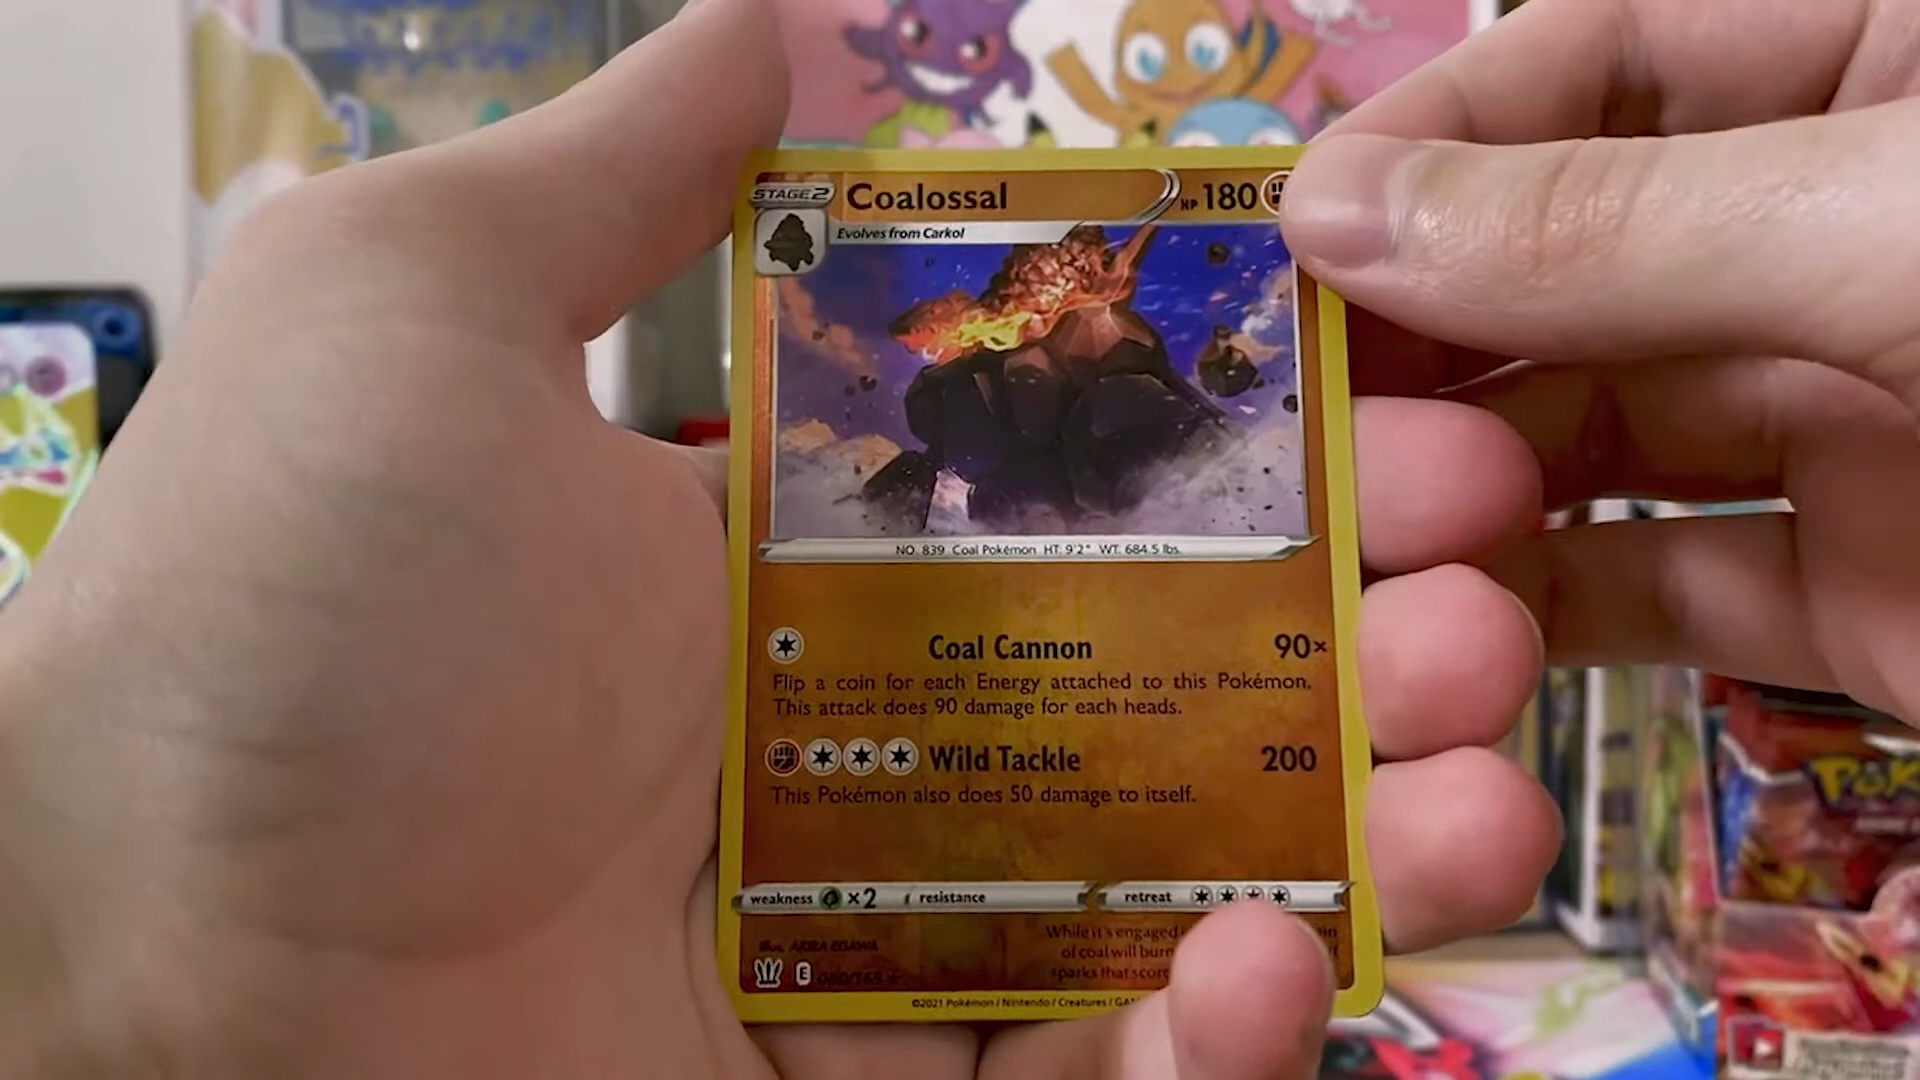 STAGE2 Coalossal HP 180
Evolves from Carkol
NO. 839 Coal Pokémon HT: 9'2" WT: 684.5 lbs.
Coal Cannon 90×
Flip a coin for each Energy attached to this Pokémon.
This attack does 90 damage for each heads.
Wild Tackle 200
This Pokémon also does 50 damage to itself.
weakness ×2 resistance retreat
While it's engaged
Illus. AKIRA EGAWA
of coal will burn
E 080/163
sparks that
©2021 Pokémon / Nintendo / Creatures /